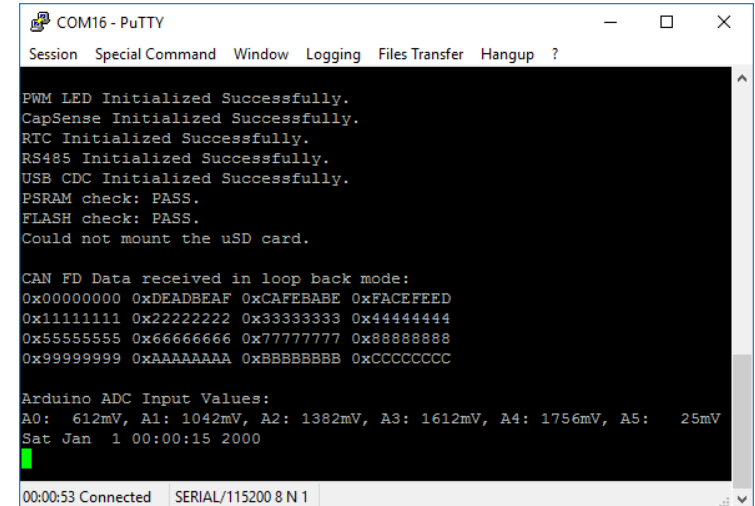 COM16 - PuTTY
Session Special Command Window Logging Files Transfer Hangup ?
PWM LED Initialized Successfully.
CapSense Initialized Successfully.
RTC Initialized Successfully.
RS485 Initialized Successfully.
USB CDC Initialized Successfully.
PSRAM check: PASS.
FLASH check: PASS.
Could not mount the uSD card.
CAN FD Data received in loop back mode:
0x00000000 0xDEADBEAF 0xCAFEBABE 0xFACEFEED
0x11111111 0x22222222 0x33333333 0x44444444
0x55555555 0x66666666 0x77777777 0x88888888
0x99999999 0xAAAAAAAA 0xBBBBBBBB 0xCCCCCCCC
Arduino ADC Input Values:
A0:  612mV, A1: 1042mV, A2: 1382mV, A3: 1612mV, A4: 1756mV, A5:   25mV
Sat Jan  1 00:00:15 2000
00:00:53 Connected SERIAL/115200 8 N 1